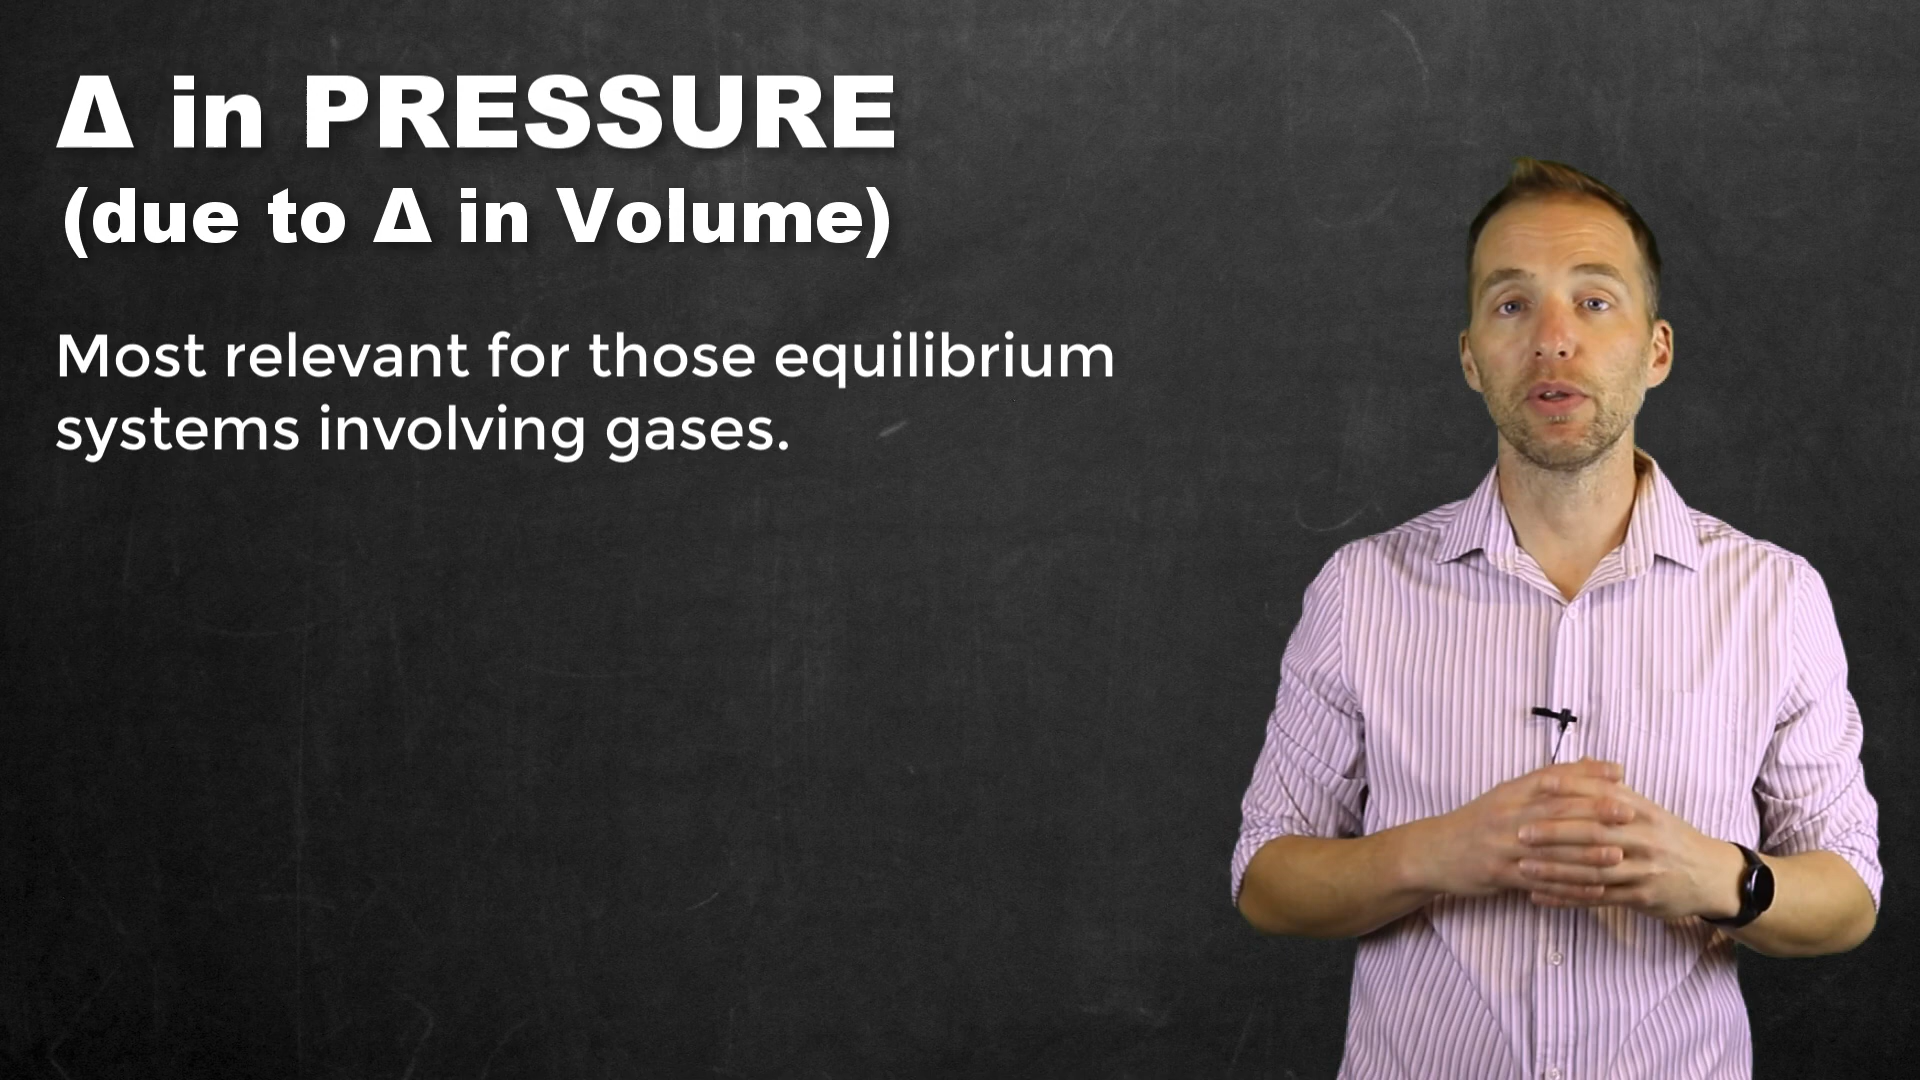 Δ in PRESSURE
(due to Δ in Volume)
Most relevant for those equilibrium
systems involving gases.